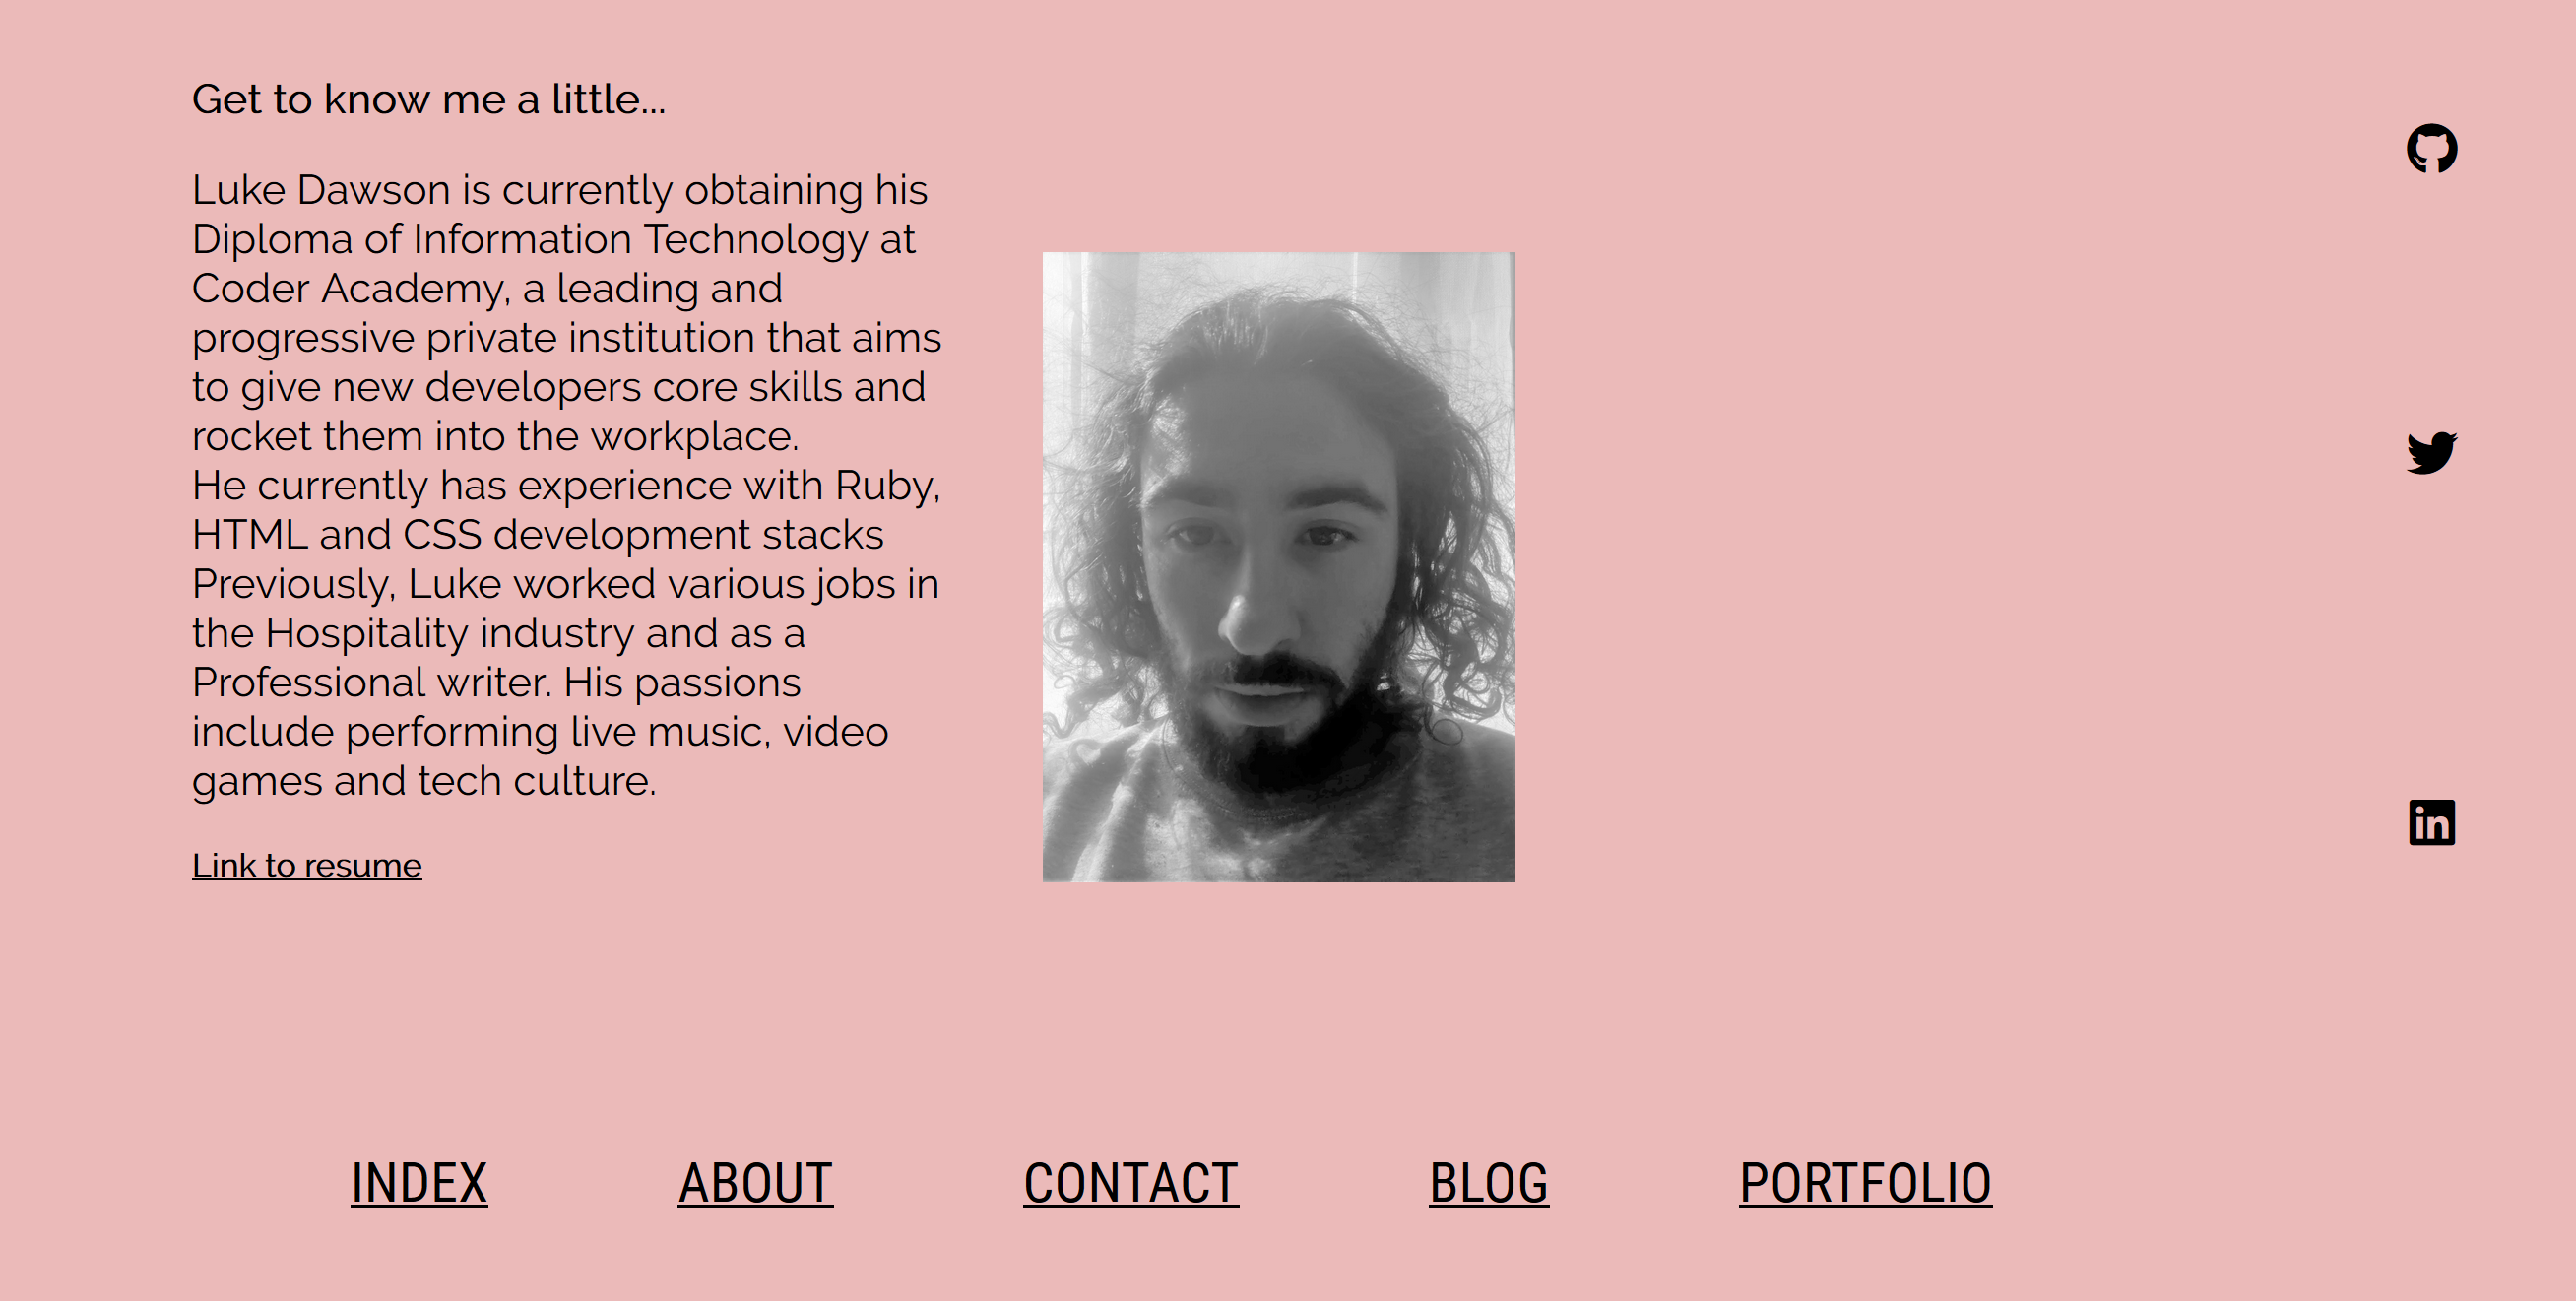 Get to know me a little...
Luke Dawson is currently obtaining his
Diploma of Information Technology at
Coder Academy, a leading and
progressive private institution that aims
to give new developers core skills and
rocket them into the workplace.
He currently has experience with Ruby,
HTML and CSS development stacks
Previously, Luke worked various jobs in
the Hospitality industry and as a
Professional writer. His passions
include performing live music, video
games and tech culture.
Link to resume
in
INDEX
ABOUT
CONTACT
BLOG
PORTFOLIO